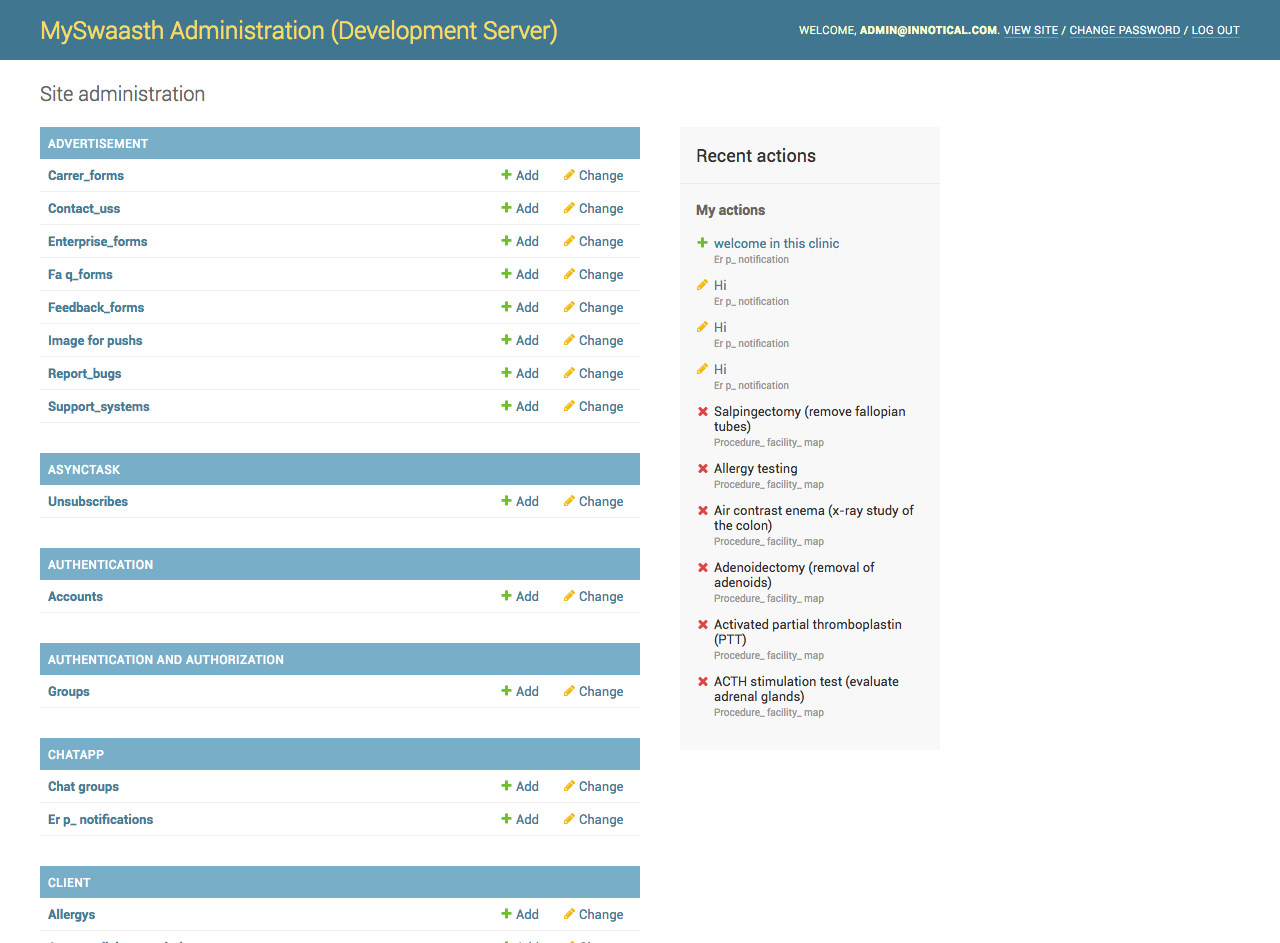 MySwaasth Administration (Development Server)
WELCOME, ADMIN@INNOTICAL.COM. VIEW SITE / CHANGE PASSWORD / LOG OUT
Site administration
ADVERTISEMENT
Carrer_forms Add Change
Contact_uss Add Change
Enterprise_forms Add Change
Fa q_forms Add Change
Feedback_forms Add Change
Image for pushs Add Change
Report_bugs Add Change
Support_systems Add Change
ASYNCTASK
Unsubscribes Add Change
AUTHENTICATION
Accounts Add Change
AUTHENTICATION AND AUTHORIZATION
Groups Add Change
CHATAPP
Chat groups Add Change
Er p_ notifications Add Change
CLIENT
Allergys Add Change
Recent actions
My actions
welcome in this clinic
Er p_ notification
Hi
Er p_ notification
Hi
Er p_ notification
Hi
Er p_ notification
Salpingectomy (remove fallopian
tubes)
Procedure_ facility_ map
Allergy testing
Procedure_ facility_ map
Air contrast enema (x-ray study of
the colon)
Procedure_ facility_ map
Adenoidectomy (removal of
adenoids)
Procedure_ facility_ map
Activated partial thromboplastin
(PTT)
Procedure_ facility_ map
ACTH stimulation test (evaluate
adrenal glands)
Procedure_ facility_ map